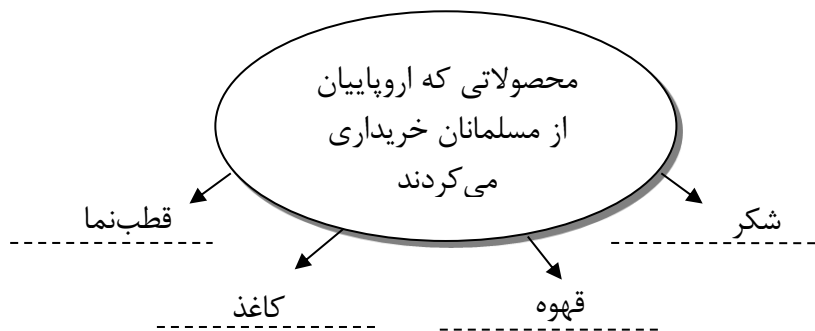 محصولاتی که اروپاییان
از مسلمانان خریداری
می‌کردند
شکر
قهوه
کاغذ
قطب‌نما